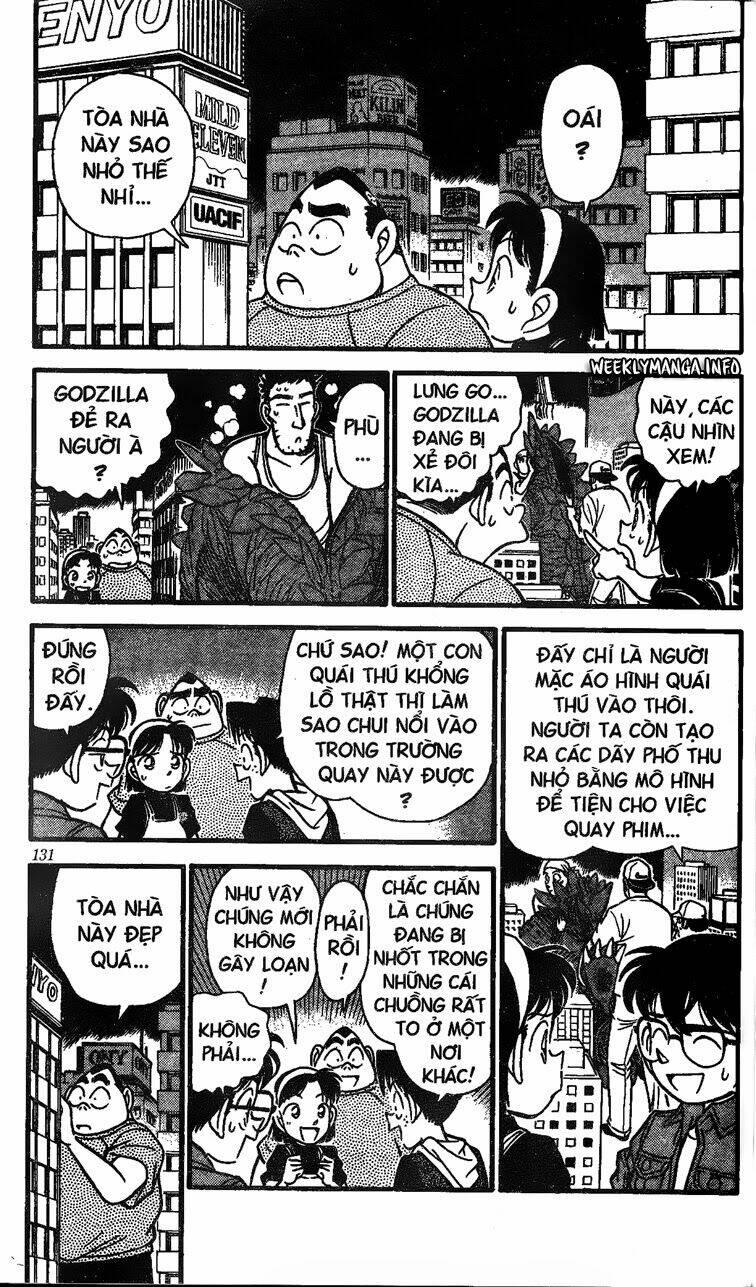 ENYO
MILD
ELEVEN
JTT
UACIF
KILIN
TÒA NHÀ
NÀY SAO
NHỎ THẾ
NHỈ...
OÁI
?
WEEKLYMANGA.INFO
NÀY, CÁC
CẬU NHÌN
XEM!
LƯNG GO...
GODZILLA
ĐANG BỊ
XẺ ĐÔI
KÌA...
PHÙ
...
GODZILLA
ĐẺ RA
NGƯỜI À
?
ĐẤY CHỈ LÀ NGƯỜI
MẶC ÁO HÌNH QUÁI
THÚ VÀO THÔI.
NGƯỜI TA CÒN TẠO
RA CÁC DÃY PHỐ THU
NHỎ BẰNG MÔ HÌNH
ĐỂ TIỆN CHO VIỆC
QUAY PHIM...
CHỨ SAO! MỘT CON
QUÁI THÚ KHỔNG
LỒ THẬT THÌ LÀM
SAO CHUI NỔI VÀO
TRONG TRƯỜNG
QUAY NÀY ĐƯỢC
?
ĐÚNG
RỒI
ĐẤY.
131
CHẮC CHẮN
LÀ CHÚNG
ĐANG BỊ
NHỐT TRONG
NHỮNG CÁI
CHUỒNG RẤT
TO Ở MỘT
NƠI
KHÁC!
PHẢI
RỒI
!
NHƯ VẬY
CHÚNG MỚI
KHÔNG
GÂY LOẠN
!
KHÔNG
PHẢI...
TÒA NHÀ
NÀY ĐẸP
QUÁ...
NYO
ONY